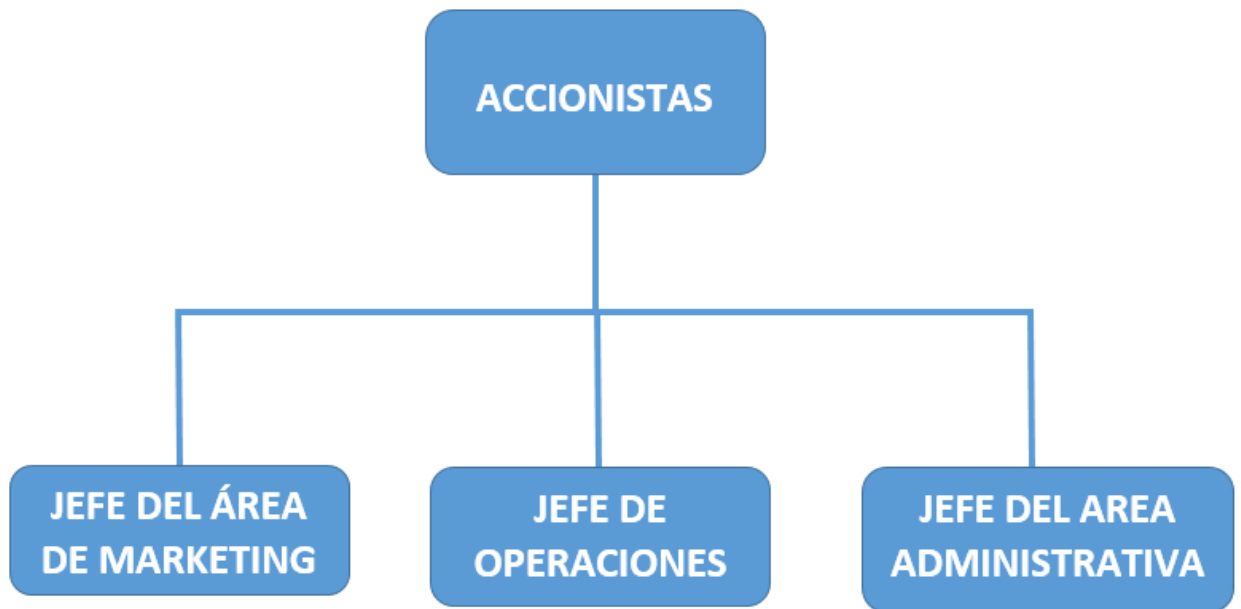 ACCIONISTAS
JEFE DEL ÁREA
DE MARKETING
JEFE DE
OPERACIONES
JEFE DEL AREA
ADMINISTRATIVA